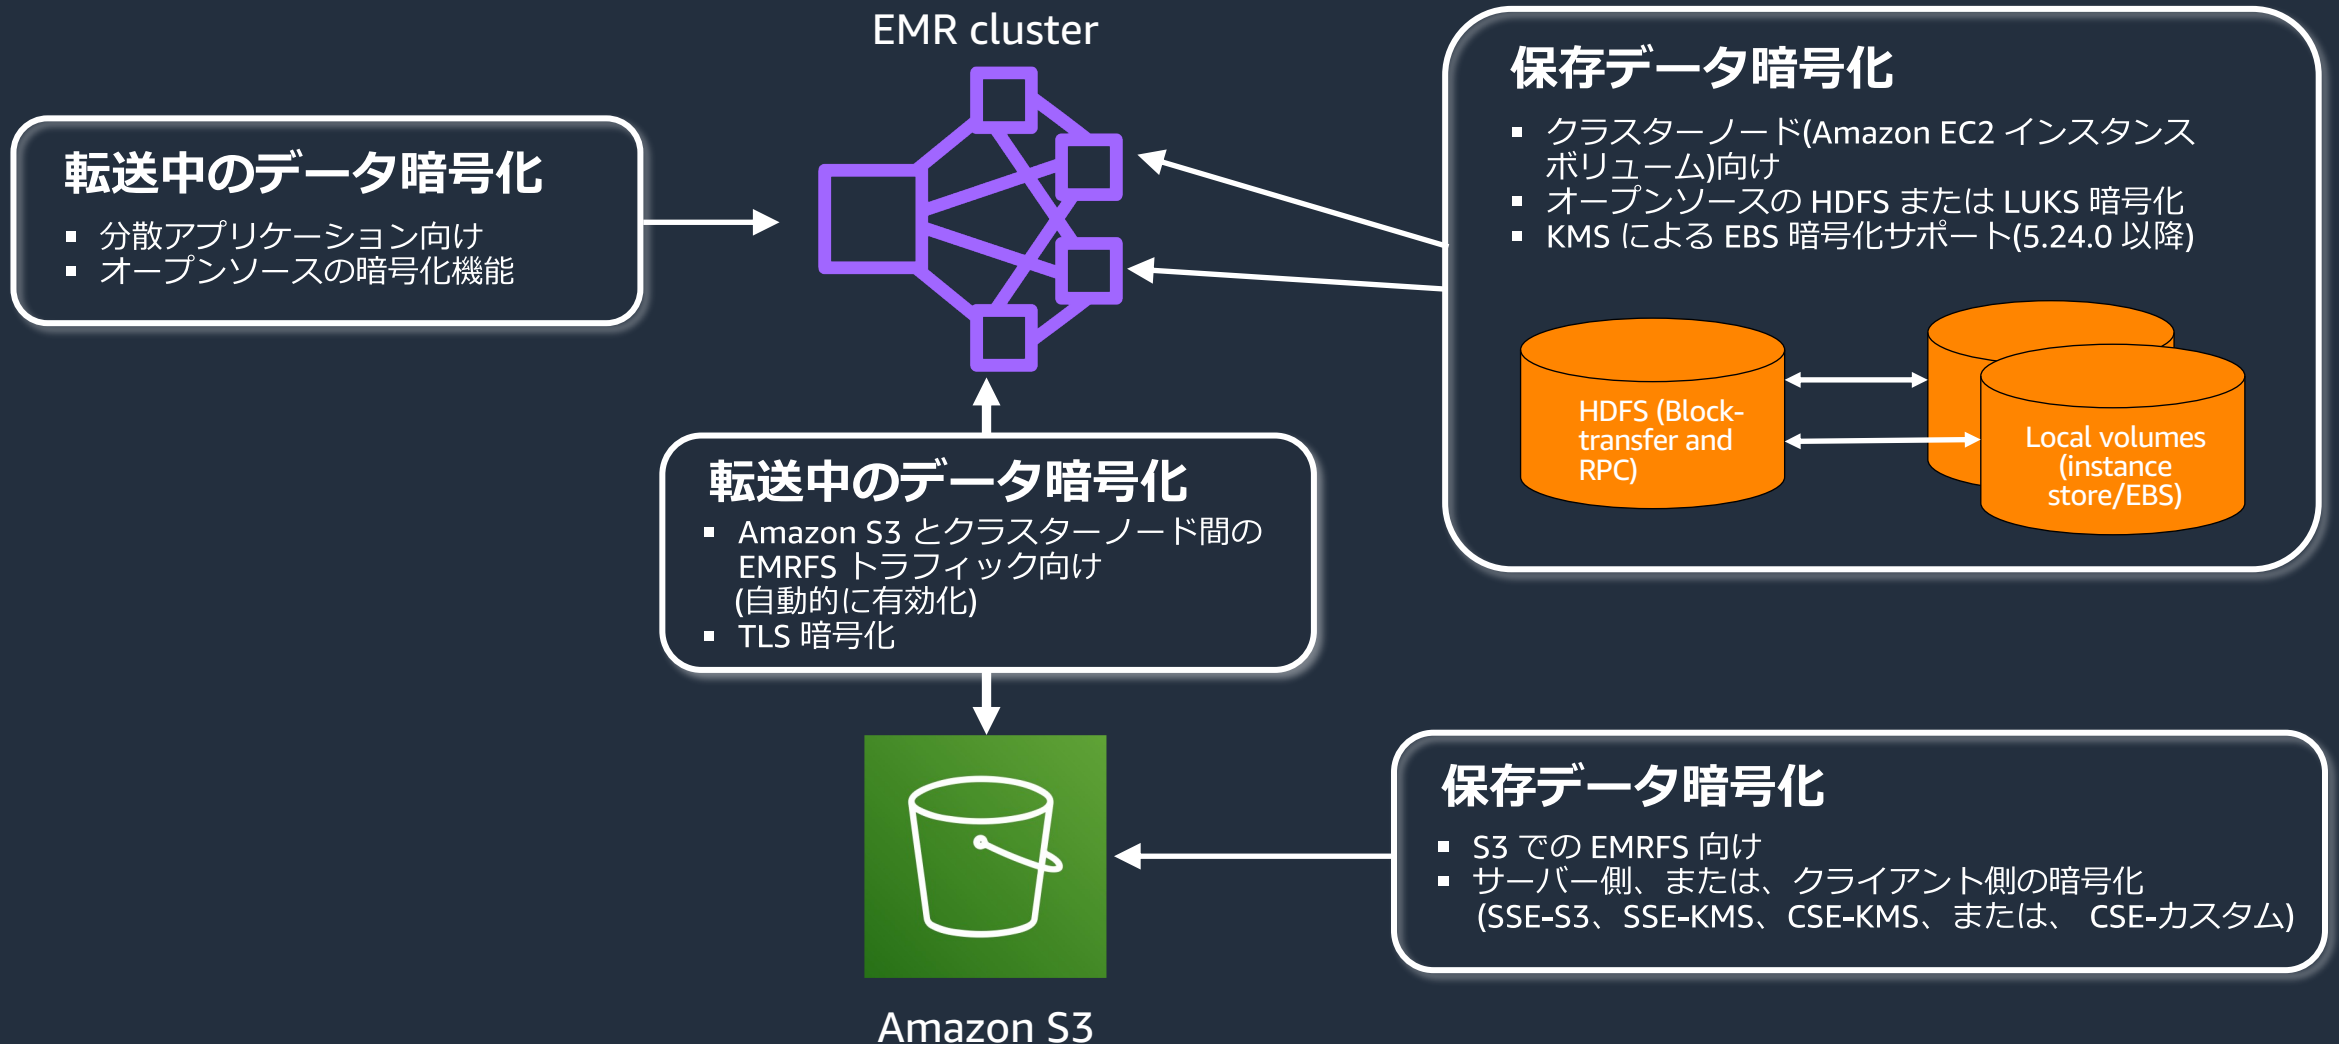 EMR cluster
転送中のデータ暗号化
▪ 分散アプリケーション向け
▪ オープンソースの暗号化機能
保存データ暗号化
▪ クラスターノード(Amazon EC2 インスタンス
ボリューム)向け
▪ オープンソースの HDFS または LUKS 暗号化
▪ KMS による EBS 暗号化サポート(5.24.0 以降)
HDFS (Block-
transfer and
RPC)
Local volumes
(instance
store/EBS)
転送中のデータ暗号化
▪ Amazon S3 とクラスターノード間の
EMRFS トラフィック向け
(自動的に有効化)
▪ TLS 暗号化
Amazon S3
保存データ暗号化
▪ S3 での EMRFS 向け
▪ サーバー側、または、クライアント側の暗号化
(SSE-S3、SSE-KMS、CSE-KMS、または、 CSE-カスタム)